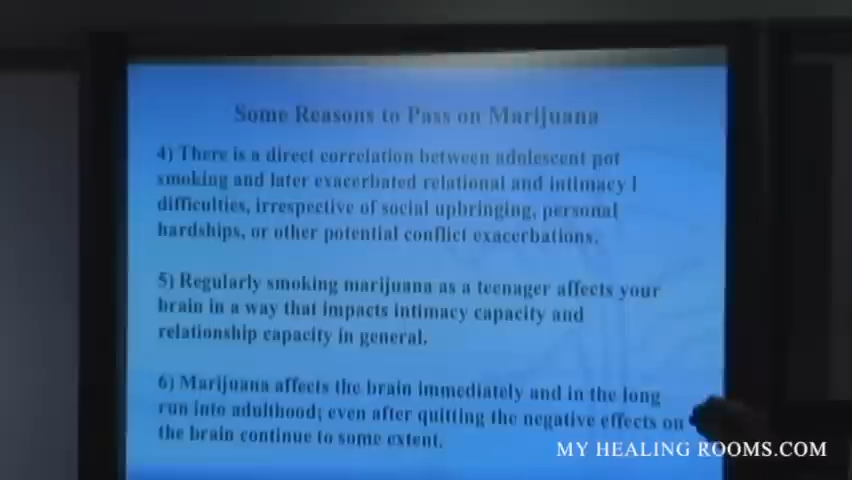 Some Reasons to Pass on Marijuana
4) There is a direct correlation between adolescent pot
smoking and later exacerbated relational and intimacy l
difficulties, irrespective of social upbringing, personal
hardships, or other potential conflict exacerbations.
5) Regularly smoking marijuana as a teenager affects your
brain in a way that impacts intimacy capacity and
relationship capacity in general.
6) Marijuana affects the brain immediately and in the long
run into adulthood; even after quitting the negative effects on
the brain continue to some extent.
MY HEALING ROOMS.COM